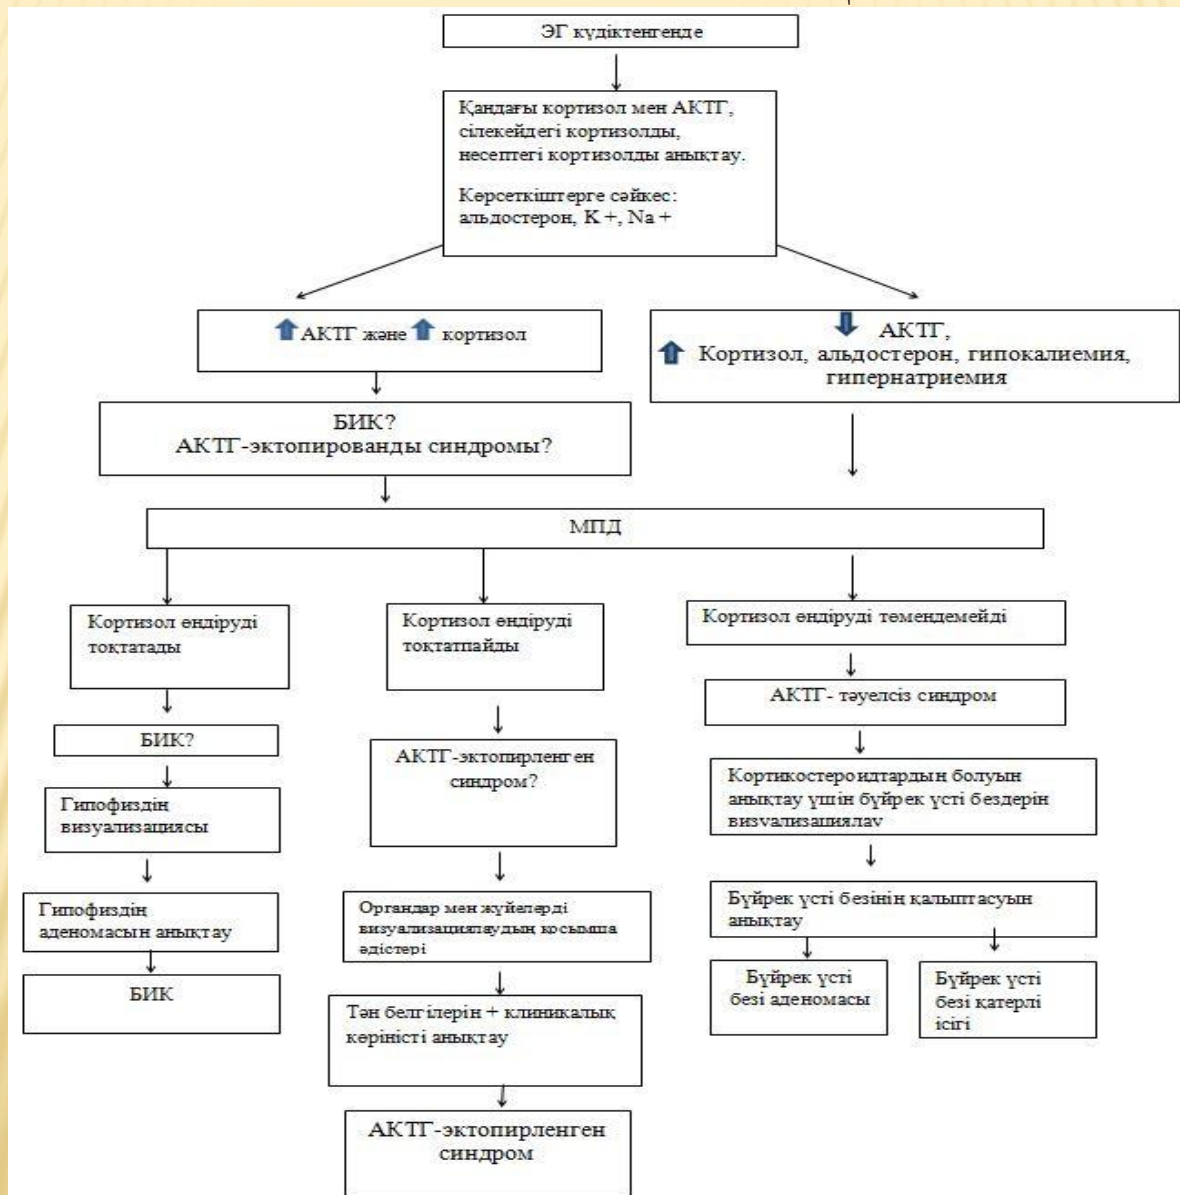 ЭГ күдіктенгенде
Қандағы кортизол мен АКТГ,
сілекейдегі кортизолды,
несептегі кортизолды анықтау.
Көрсеткіштерге сәйкес:
альдостерон, K +, Na +
АКТГ және кортизол
АКТГ,
Кортизол, альдостерон, гипокалиемия,
гипернатриемия
БИК?
АКТГ-эктопированды синдромы?
МПД
Кортизол өндіруді
тоқтатады
Кортизол өндіруді
тоқтатпайды
Кортизол өндіруді төмендемейді
БИК?
АКТГ-эктопирленген
синдром?
АКТГ- тәуелсіз синдром
Гипофиздің
визуализациясы
Кортикостероидтардың болуын
анықтау үшін бүйрек үсті бездерін
визуализациялау
Гипофиздің
аденомасын анықтау
Органдар мен жүйелерді
визуализациялаудың қосымша
әдістері
Бүйрек үсті безінің қалыптасуын
анықтау
БИК
Тән белгілерін + клиникалық
көріністі анықтау
Бүйрек үсті
безі аденомасы
Бүйрек үсті
безі қатерлі
ісігі
АКТГ-эктопирленген
синдром